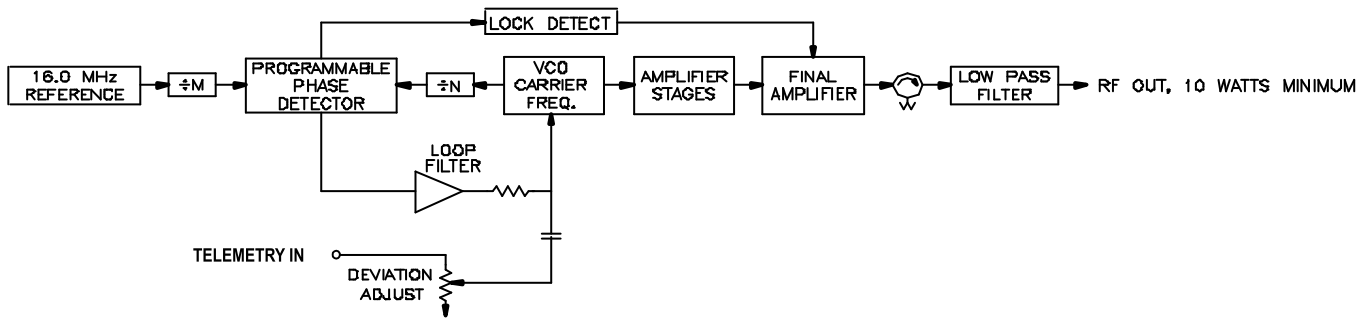 LOCK DETECT
16.0 MHz
REFERENCE
÷M
PROGRAMMABLE
PHASE
DETECTOR
÷N
VCO
CARRIER
FREQ.
AMPLIFIER
STAGES
FINAL
AMPLIFIER
LOW PASS
FILTER
RF OUT, 10 WATTS MINIMUM
LOOP
FILTER
TELEMETRY IN
DEVIATION
ADJUST